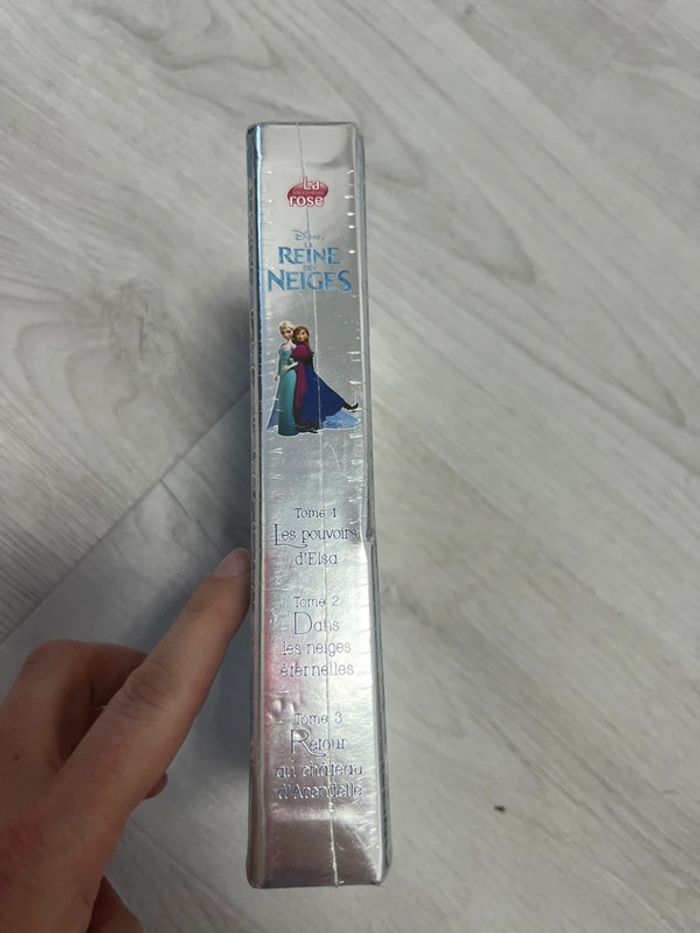 La
BIBLIOTHÈQUE
rose
Disney
LA
REINE
DES
NEIGES
Tome 1
Les pouvoirs
d'Elsa
Tome 2
Dans
les neiges
éternelles
Tome 3
Retour
au château
d'Arendelle